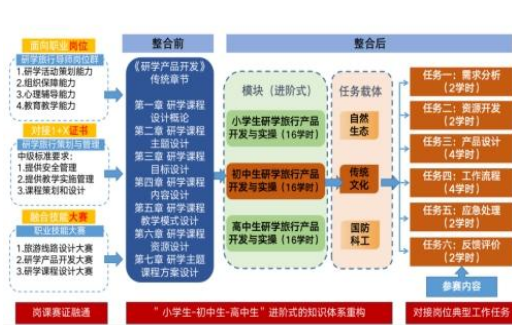 面向职业岗位
研学旅行导师岗位群
1.研学活动策划能力
2.组织保障能力
3.心理辅导能力
4.教育教学能力
对接1+X证书
研学旅行策划与管理
中级标准要求：
1.提供安全管理
2.提供教学实施管理
3.课程策划和设计
融合技能大赛
职业技能大赛
1.旅游线路设计大赛
2.研学产品开发大赛
3.研学课程设计大赛
岗课赛证融通
整合前
《研学产品开发》
传统章节
第一章 研学课程
设计概论
第二章 研学课程
主题设计
第三章 研学课程
目标设计
第四章 研学课程
内容设计
第五章 研学课程
教学模式设计
第六章 研学课程
资源设计
第七章 研学主题
课程方案设计
整合后
模块（进阶式）
小学生研学旅行产品
开发与实操（16学时）
初中生研学旅行产品
开发与实操（16学时）
高中生研学旅行产品
开发与实操（16学时）
任务载体
自然
生态
传统
文化
国防
科工
"小学生-初中生-高中生"进阶式的知识体系重构
任务一：需求分析
（2学时）
任务二：资源开发
（2学时）
任务三：产品设计
（4学时）
任务四：工作流程
（4学时）
任务五：应急处理
（2学时）
任务六：反馈评价
（2学时）
参赛内容
对接岗位典型工作任务